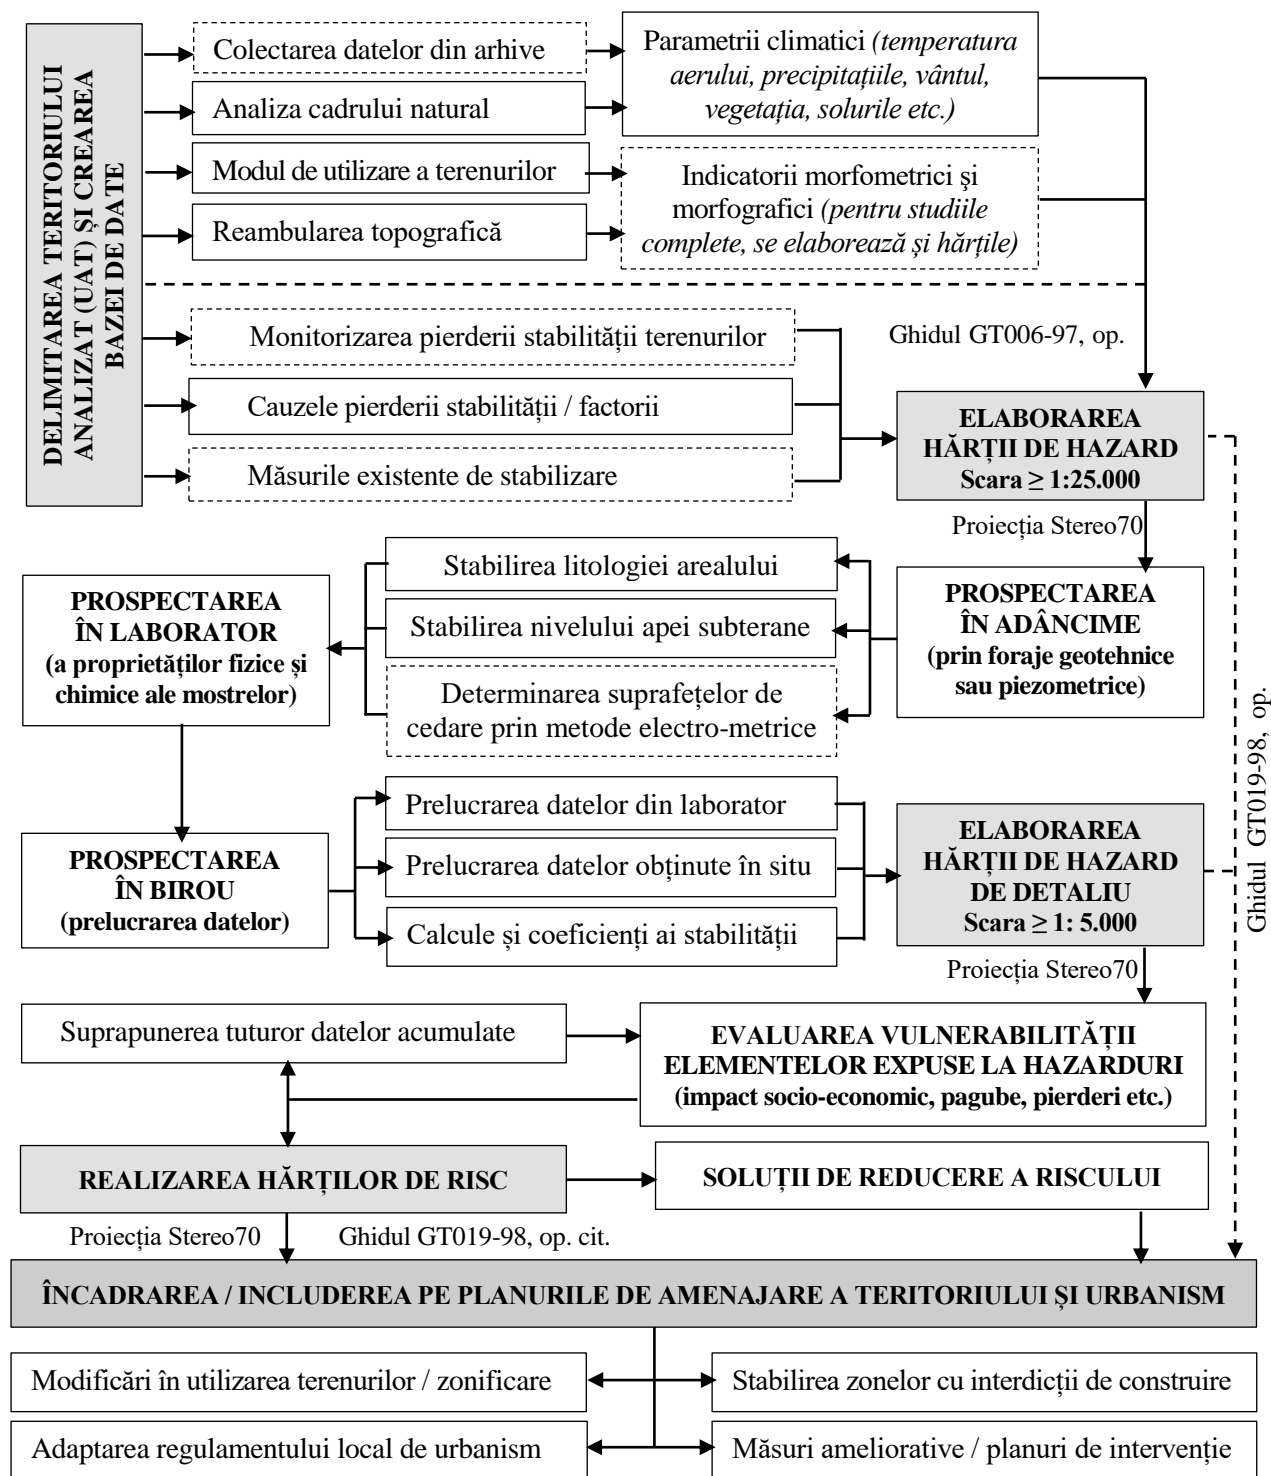 DELIMITAREA TERITORIULUI
ANALIZAT (UAT) ȘI CREAREA
BAZEI DE DATE
Colectarea datelor din arhive
Analiza cadrului natural
Modul de utilizare a terenurilor
Reambularea topografică
Parametrii climatici (temperatura
aerului, precipitațiile, vântul,
vegetația, solurile etc.)
Indicatorii morfometrici şi
morfografici (pentru studiile
complete, se elaborează și hărțile)
Monitorizarea pierderii stabilității terenurilor
Cauzele pierderii stabilității / factorii
Măsurile existente de stabilizare
Ghidul GT006-97, op.
ELABORAREA
HĂRȚII DE HAZARD
Scara ≥ 1:25.000
Proiecția Stereo70
Stabilirea litologiei arealului
Stabilirea nivelului apei subterane
Determinarea suprafețelor de
cedare prin metode electro-metrice
PROSPECTAREA
ÎN LABORATOR
(a proprietăților fizice și
chimice ale mostrelor)
PROSPECTAREA
ÎN ADÂNCIME
(prin foraje geotehnice
sau piezometrice)
Ghidul GT019-98, op.
PROSPECTAREA
ÎN BIROU
(prelucrarea datelor)
Prelucrarea datelor din laborator
Prelucrarea datelor obținute în situ
Calcule și coeficienți ai stabilității
ELABORAREA
HĂRȚII DE HAZARD
DE DETALIU
Scara ≥ 1: 5.000
Proiecția Stereo70
Suprapunerea tuturor datelor acumulate
EVALUAREA VULNERABILITĂȚII
ELEMENTELOR EXPUSE LA HAZARDURI
(impact socio-economic, pagube, pierderi etc.)
REALIZAREA HĂRȚILOR DE RISC
SOLUȚII DE REDUCERE A RISCULUI
Proiecția Stereo70
Ghidul GT019-98, op. cit.
ÎNCADRAREA / INCLUDEREA PE PLANURILE DE AMENAJARE A TERITORIULUI ȘI URBANISM
Modificări în utilizarea terenurilor / zonificare
Stabilirea zonelor cu interdicții de construire
Adaptarea regulamentului local de urbanism
Măsuri ameliorative / planuri de intervenție